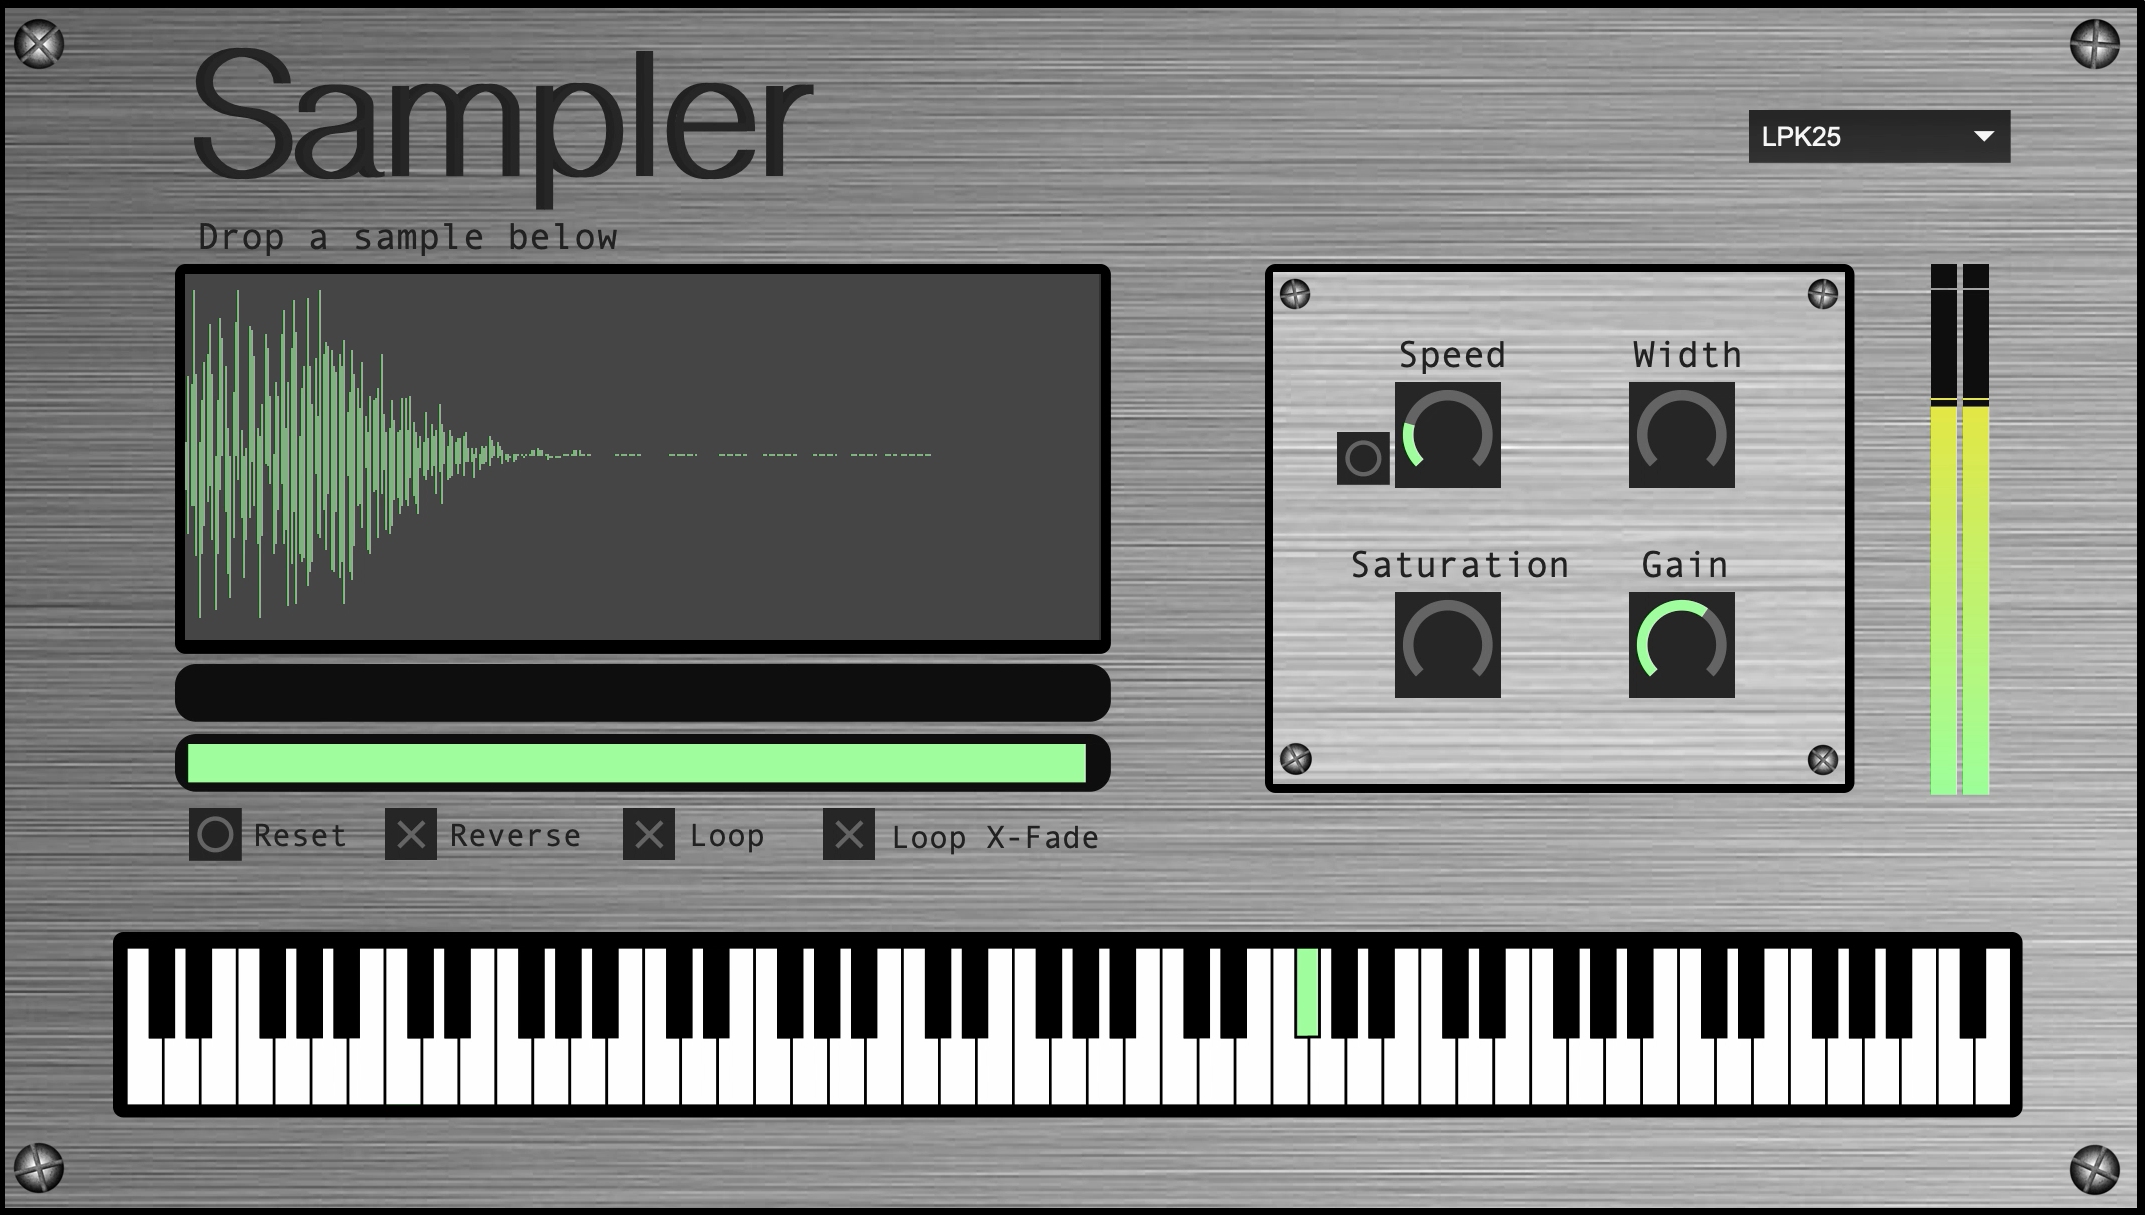 Sampler
LPK25
Drop a sample below
Speed
Width
Saturation
Gain
Reset
Reverse
Loop
Loop X-Fade